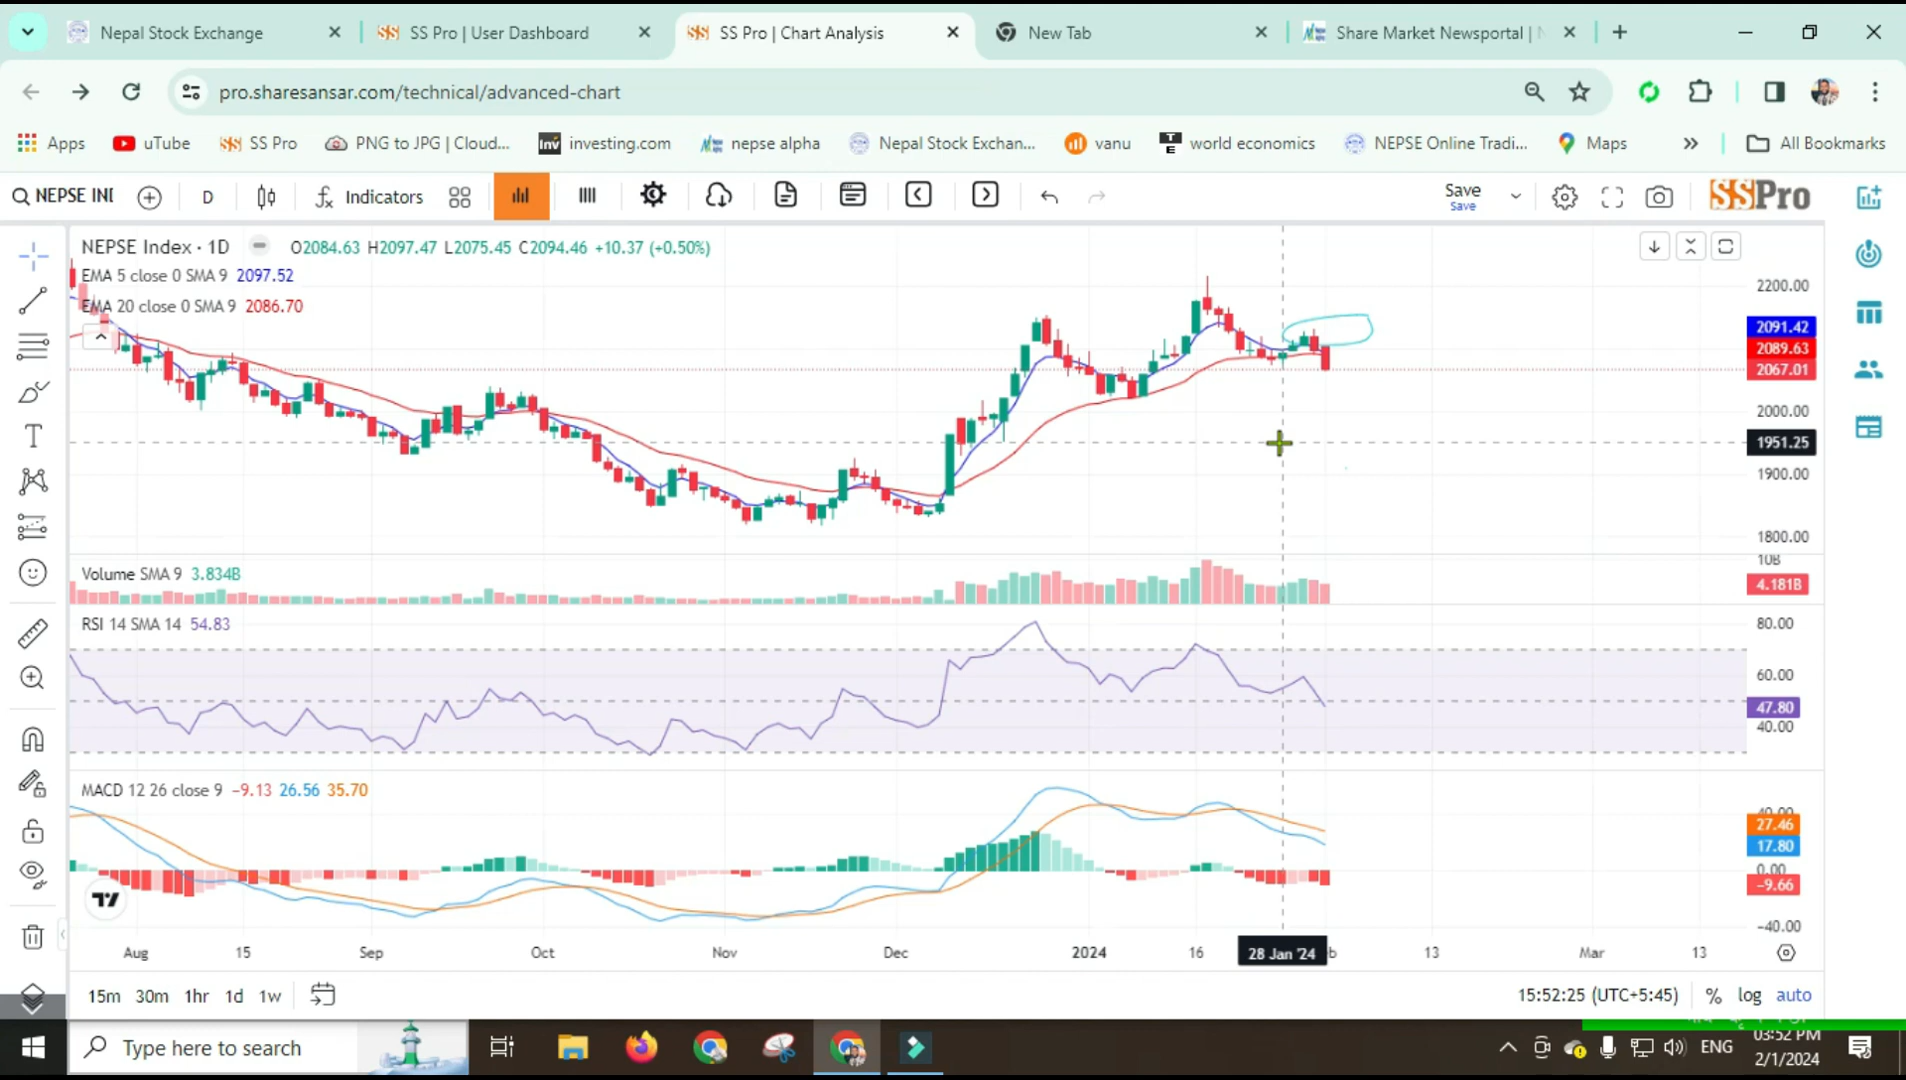 Nepal Stock Exchange
SS Pro | User Dashboard
SS Pro | Chart Analysis
New Tab
Share Market Newsportal |
pro.sharesansar.com/technical/advanced-chart
Apps
uTube
SS Pro
PNG to JPG | Cloud...
Inv investing.com
nepse alpha
Nepal Stock Exchan...
vanu
TE world economics
NEPSE Online Tradi...
Maps
All Bookmarks
NEPSE INI
D
Indicators
Save
Save
SSPro
NEPSE Index · 1D O2084.63 H2097.47 L2075.45 C2094.46 +10.37 (+0.50%)
EMA 5 close 0 SMA 9 2097.52
EMA 20 close 0 SMA 9 2086.70
2200.00
2091.42
2089.63
2067.01
2000.00
1951.25
1900.00
1800.00
Volume SMA 9 3.834B
10B
4.181B
RSI 14 SMA 14 54.83
80.00
60.00
47.80
40.00
MACD 12 26 close 9 −9.13 26.56 35.70
40.00
27.46
17.80
0.00
−9.66
−40.00
Aug 15 Sep Oct Nov Dec 2024 16 28 Jan '24 b 13 Mar 13
15m 30m 1hr 1d 1w
15:52:25 (UTC+5:45) % log auto
Type here to search
ENG
03:52 PM
2/1/2024